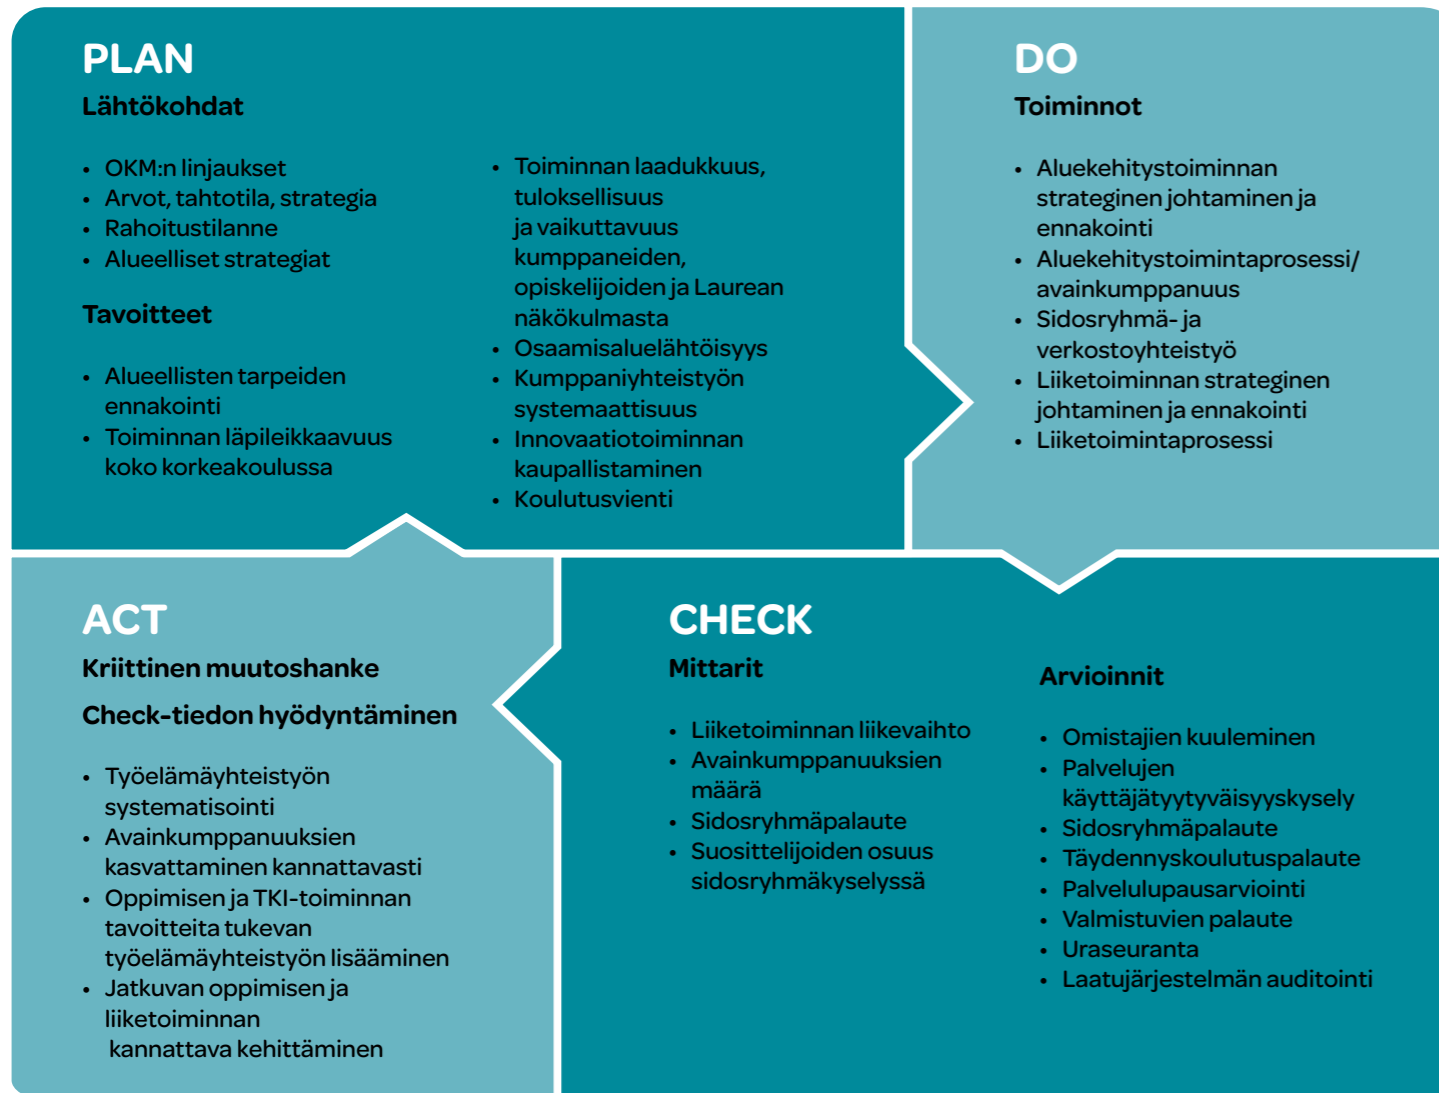 PLAN
Lähtökohdat
• OKM:n linjaukset
• Arvot, tahtotila, strategia
• Rahoitustilanne
• Alueelliset strategiat
Tavoitteet
• Alueellisten tarpeiden
ennakointi
• Toiminnan läpileikkaavuus
koko korkeakoulussa
• Toiminnan laadukkuus,
tuloksellisuus
ja vaikuttavuus
kumppaneiden,
opiskelijoiden ja Laurean
näkökulmasta
• Osaamisaluelähtöisyys
• Kumppaniyhteistyön
systemaattisuus
• Innovaatiotoiminnan
kaupallistaminen
• Koulutusvienti
DO
Toiminnot
• Aluekehitystoiminnan
strateginen johtaminen ja
ennakointi
• Aluekehitystoimintaprosessi/
avainkumppanuus
• Sidosryhmä- ja
verkostoyhteistyö
• Liiketoiminnan strateginen
johtaminen ja ennakointi
• Liiketoimintaprosessi
ACT
Kriittinen muutoshanke
Check-tiedon hyödyntäminen
• Työelämäyhteistyön
systematisointi
• Avainkumppanuuksien
kasvattaminen kannattavasti
• Oppimisen ja TKI-toiminnan
tavoitteita tukevan
työelämäyhteistyön lisääminen
• Jatkuvan oppimisen ja
liiketoiminnan
kannattava kehittäminen
CHECK
Mittarit
• Liiketoiminnan liikevaihto
• Avainkumppanuuksien
määrä
• Sidosryhmäpalaute
• Suosittelijoiden osuus
sidosryhmäkyselyssä
Arvioinnit
• Omistajien kuuleminen
• Palvelujen
käyttäjätyytyväisyyskysely
• Sidosryhmäpalaute
• Täydennyskoulutuspalaute
• Palvelulupausarviointi
• Valmistuvien palaute
• Uraseuranta
• Laatujärjestelmän auditointi